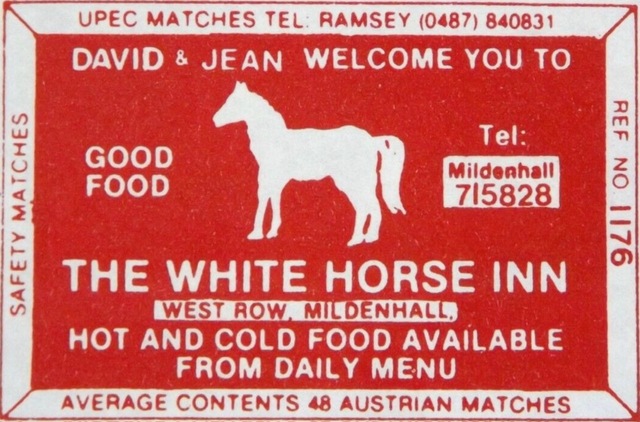 UPEC MATCHES TEL: RAMSEY (0487) 840831
DAVID & JEAN WELCOME YOU TO
GOOD
FOOD
Tel:
Mildenhall
715828
THE WHITE HORSE INN
WEST ROW, MILDENHALL,
HOT AND COLD FOOD AVAILABLE
FROM DAILY MENU
AVERAGE CONTENTS 48 AUSTRIAN MATCHES
SAFETY MATCHES
REF NO 1176